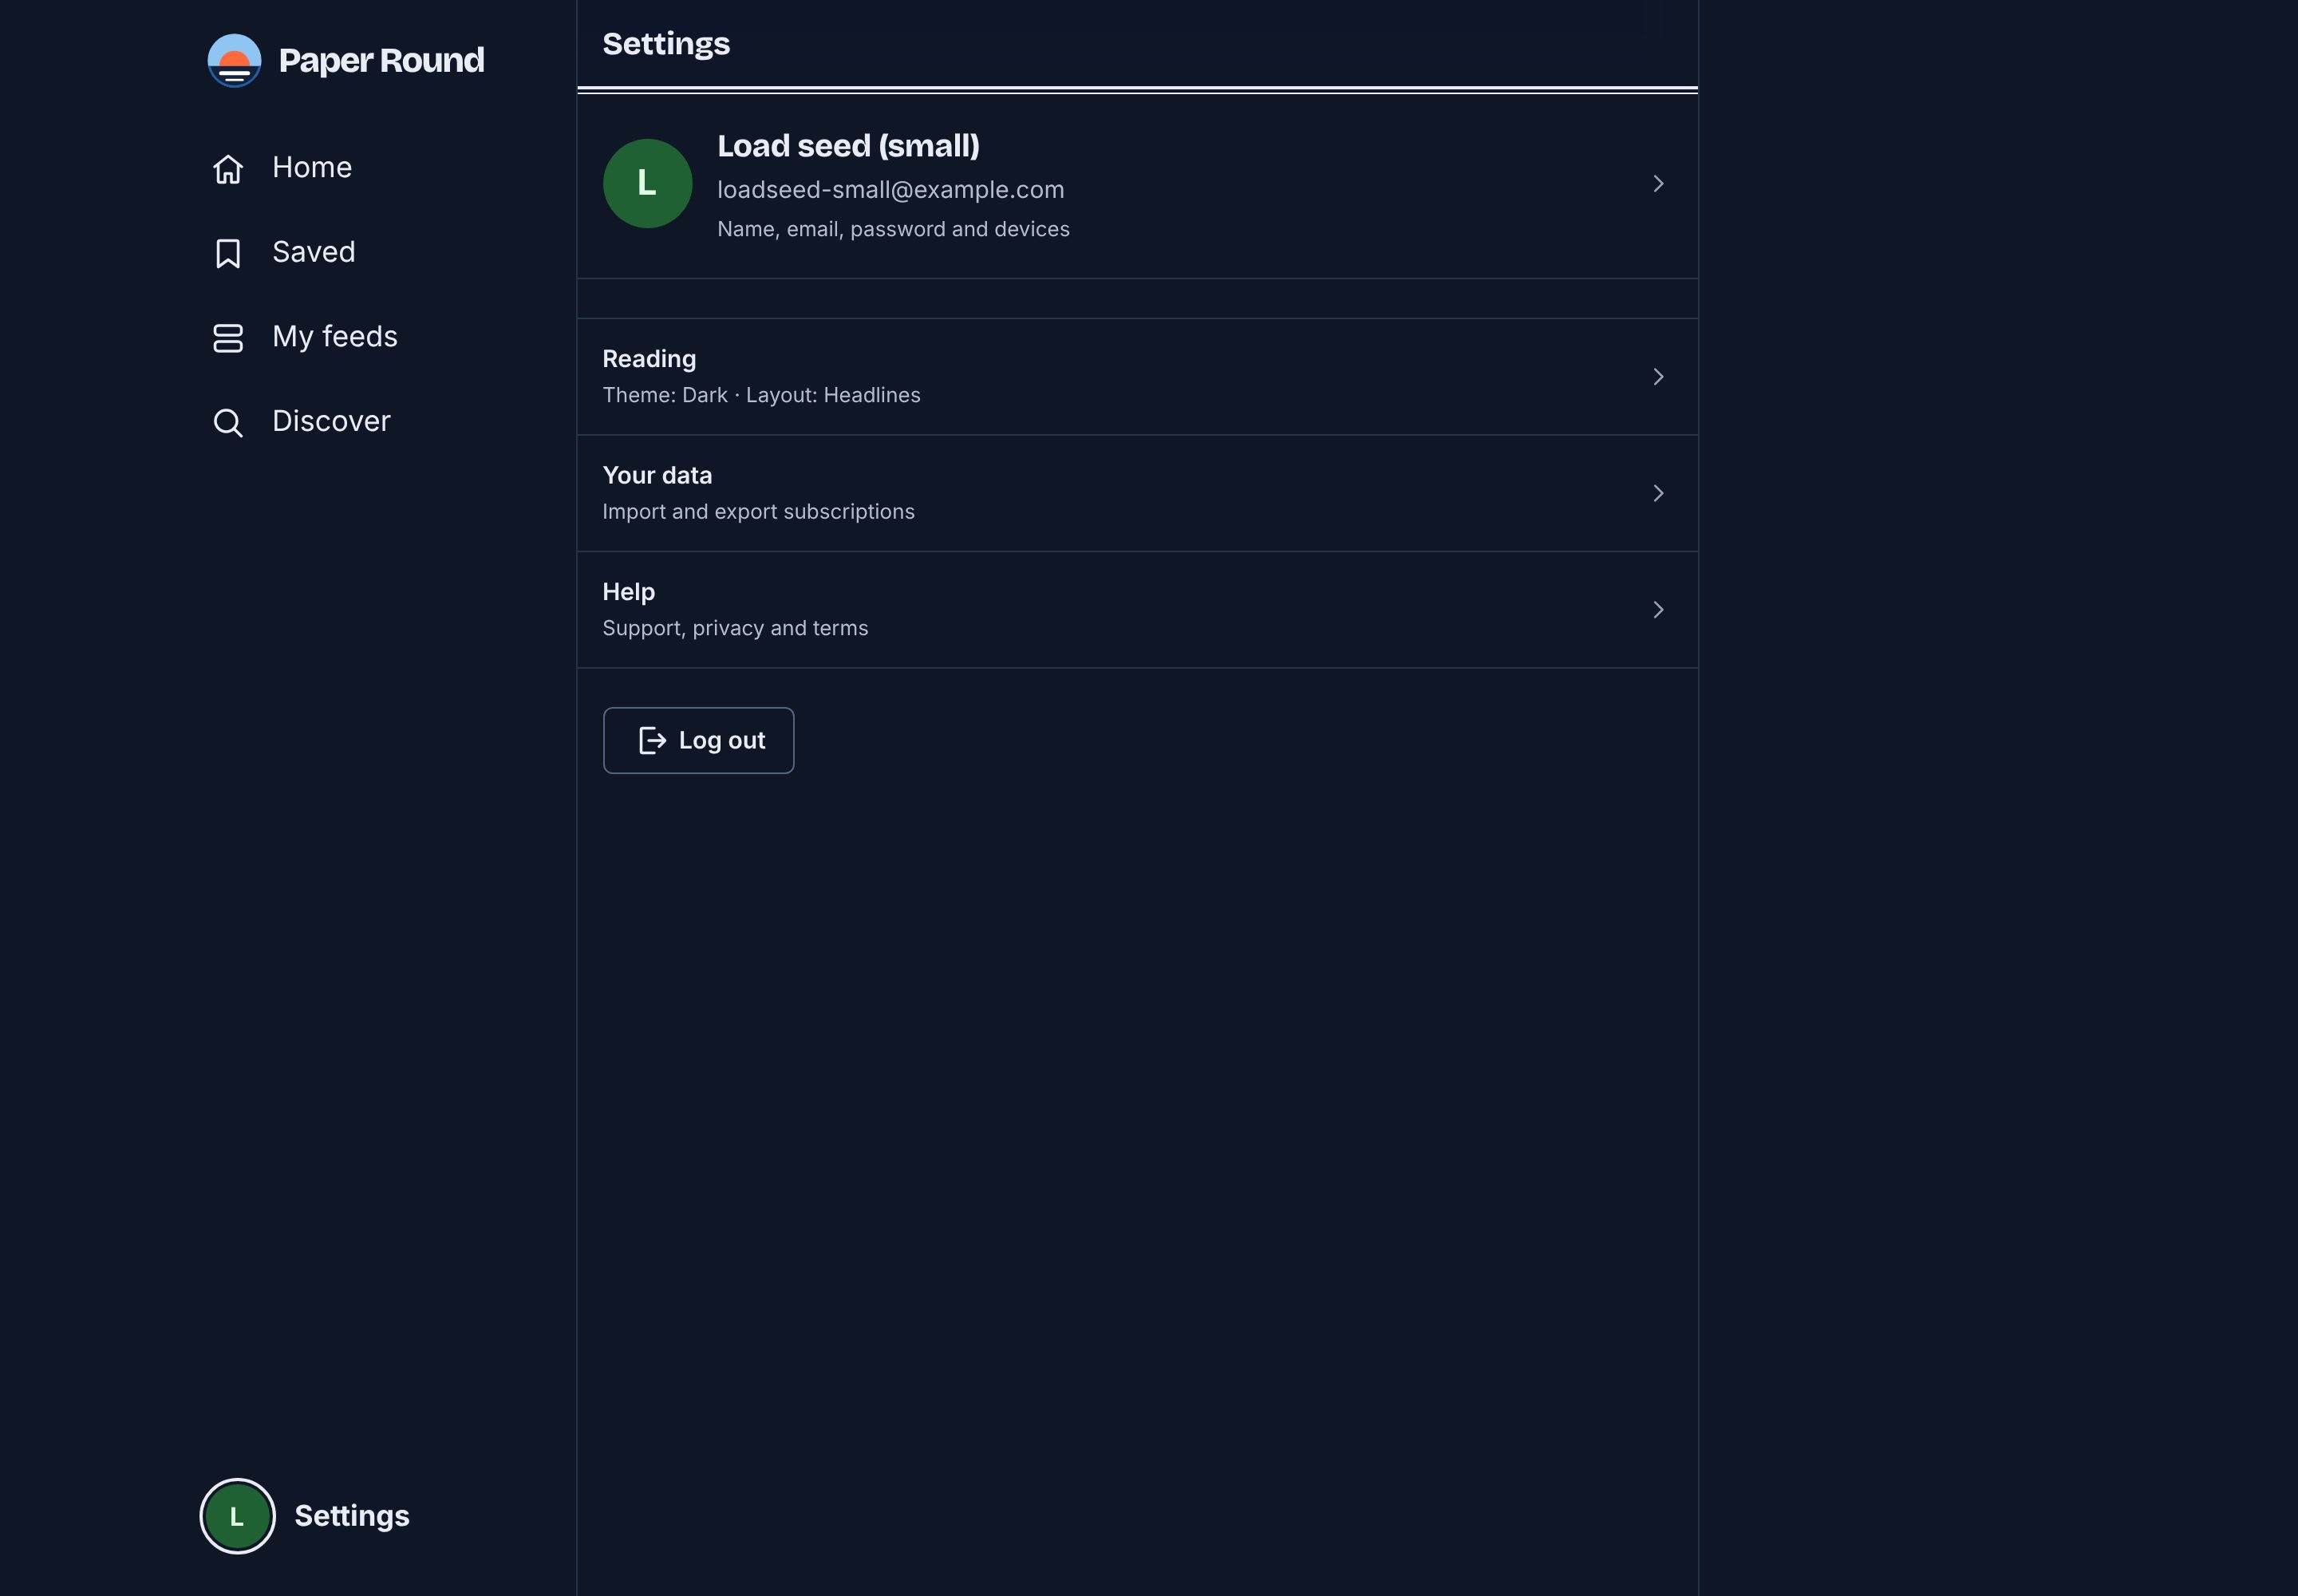 Paper Round
Home
Saved
My feeds
Discover
L
Settings
Settings
L
Load seed (small)
loadseed-small@example.com
Name, email, password and devices
Reading
Theme: Dark · Layout: Headlines
Your data
Import and export subscriptions
Help
Support, privacy and terms
Log out